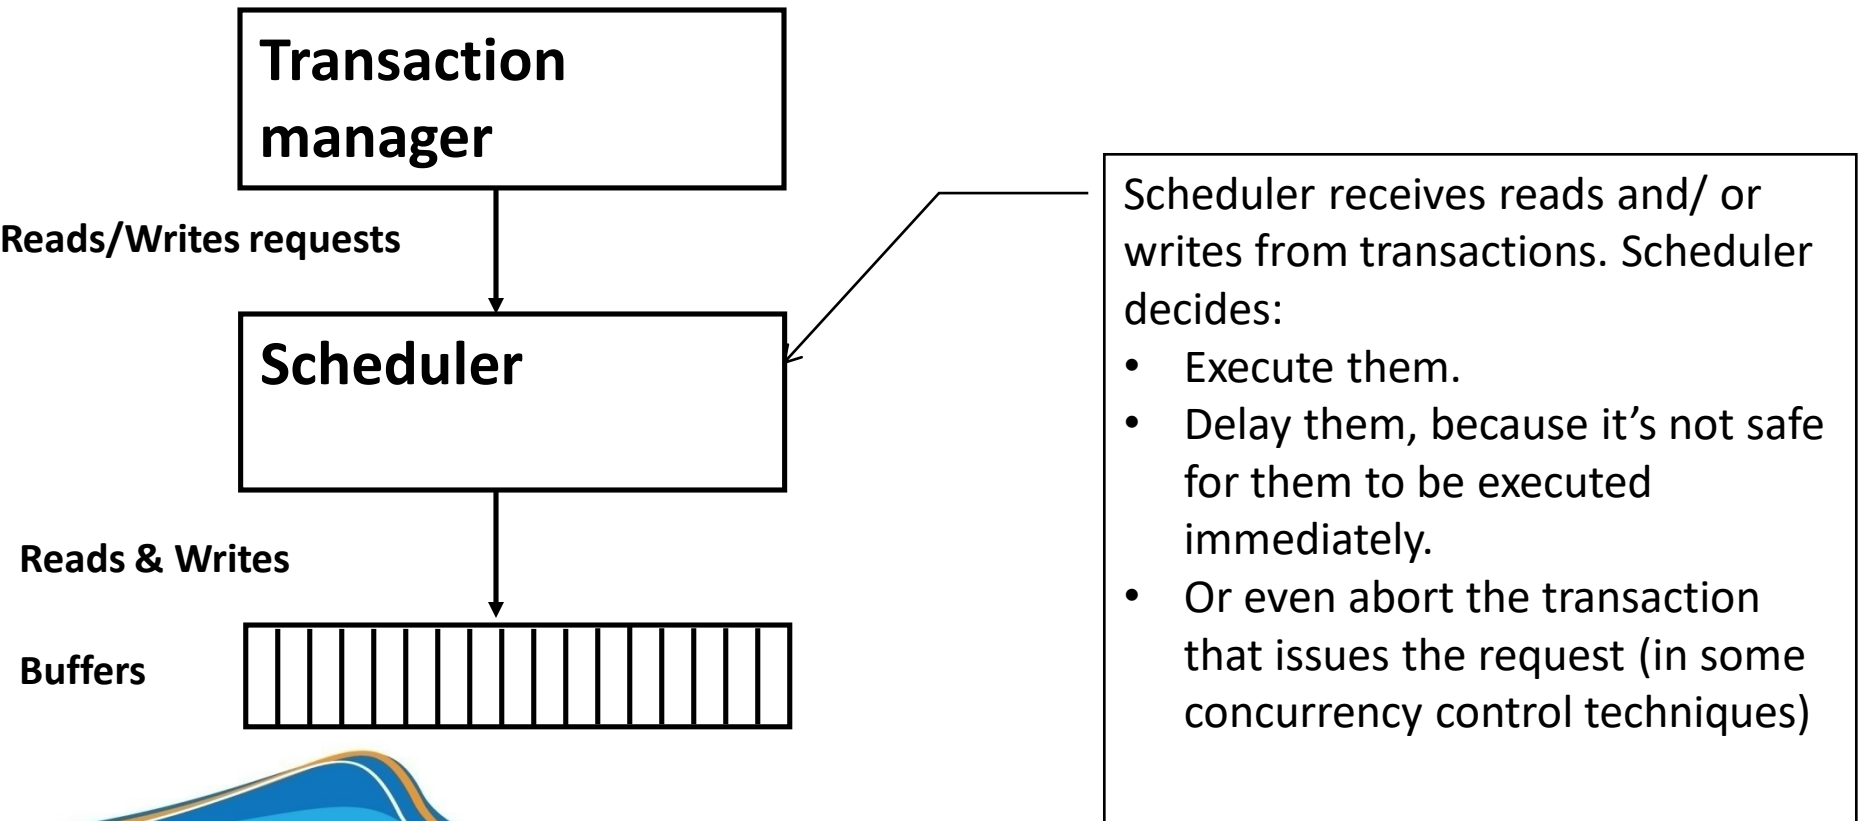 Transaction
manager
Reads/Writes requests
Scheduler
Reads & Writes
Buffers
Scheduler receives reads and/ or
writes from transactions. Scheduler
decides:
• Execute them.
• Delay them, because it’s not safe
for them to be executed
immediately.
• Or even abort the transaction
that issues the request (in some
concurrency control techniques)